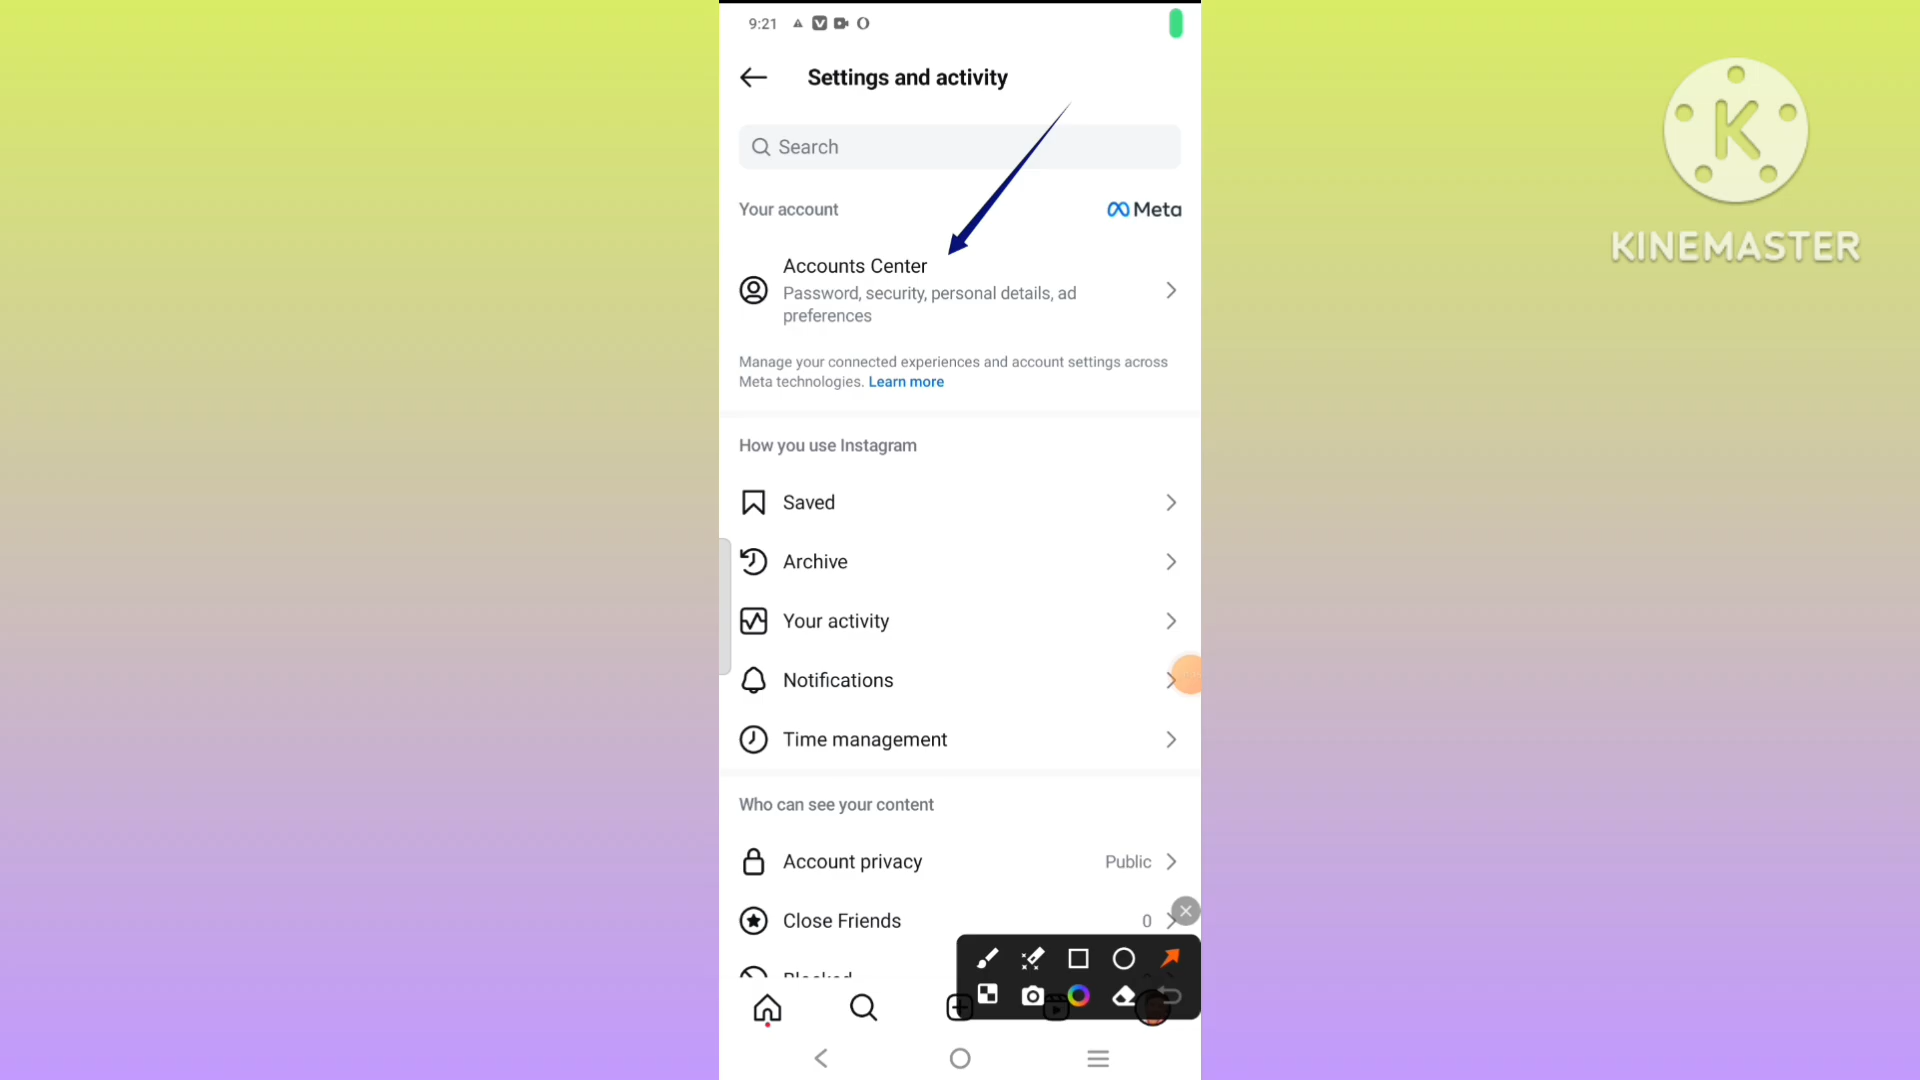 9:21
Settings and activity
Search
Your account
Meta
Accounts Center
Password, security, personal details, ad
preferences
Manage your connected experiences and account settings across
Meta technologies. Learn more
How you use Instagram
Saved
Archive
Your activity
Notifications
Time management
Who can see your content
Account privacy
Public
Close Friends
0
Blocked
K
KINEMASTER